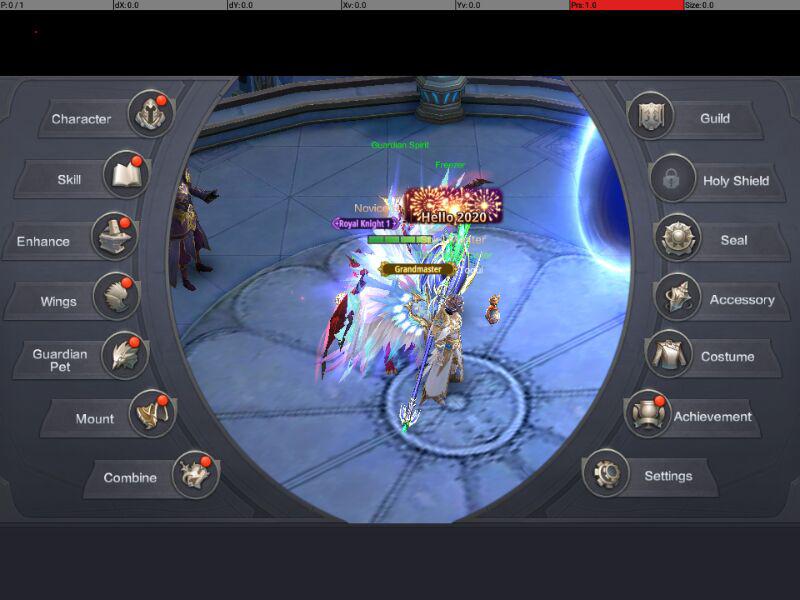 P: 0 / 1
dX: 0.0
dY: 0.0
Xv: 0.0
Yv: 0.0
Prs: 1.0
Size: 0.0
Character
Guild
Guardian Spirit
Freezer
Skill
Holy Shield
Novice
Hello 2020
Royal Knight 1
Enhance
Seal
Grandmaster
Wings
Accessory
Guardian
Pet
Costume
Mount
Achievement
Combine
Settings